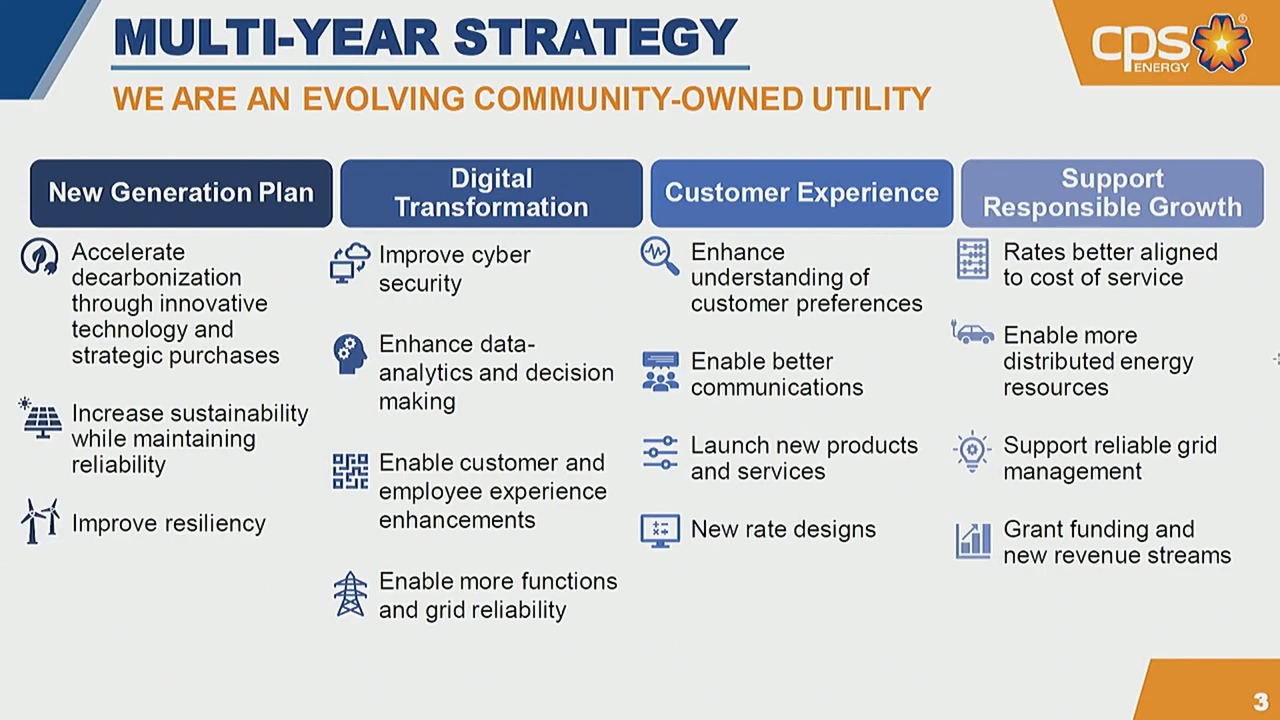 MULTI-YEAR STRATEGY
WE ARE AN EVOLVING COMMUNITY-OWNED UTILITY
cps
ENERGY
®
New Generation Plan
Accelerate
decarbonization
through innovative
technology and
strategic purchases
Increase sustainability
while maintaining
reliability
Improve resiliency
Digital
Transformation
Improve cyber
security
Enhance data-
analytics and decision
making
Enable customer and
employee experience
enhancements
Enable more functions
and grid reliability
Customer Experience
Enhance
understanding of
customer preferences
Enable better
communications
Launch new products
and services
New rate designs
Support
Responsible Growth
Rates better aligned
to cost of service
Enable more
distributed energy
resources
Support reliable grid
management
Grant funding and
new revenue streams
3